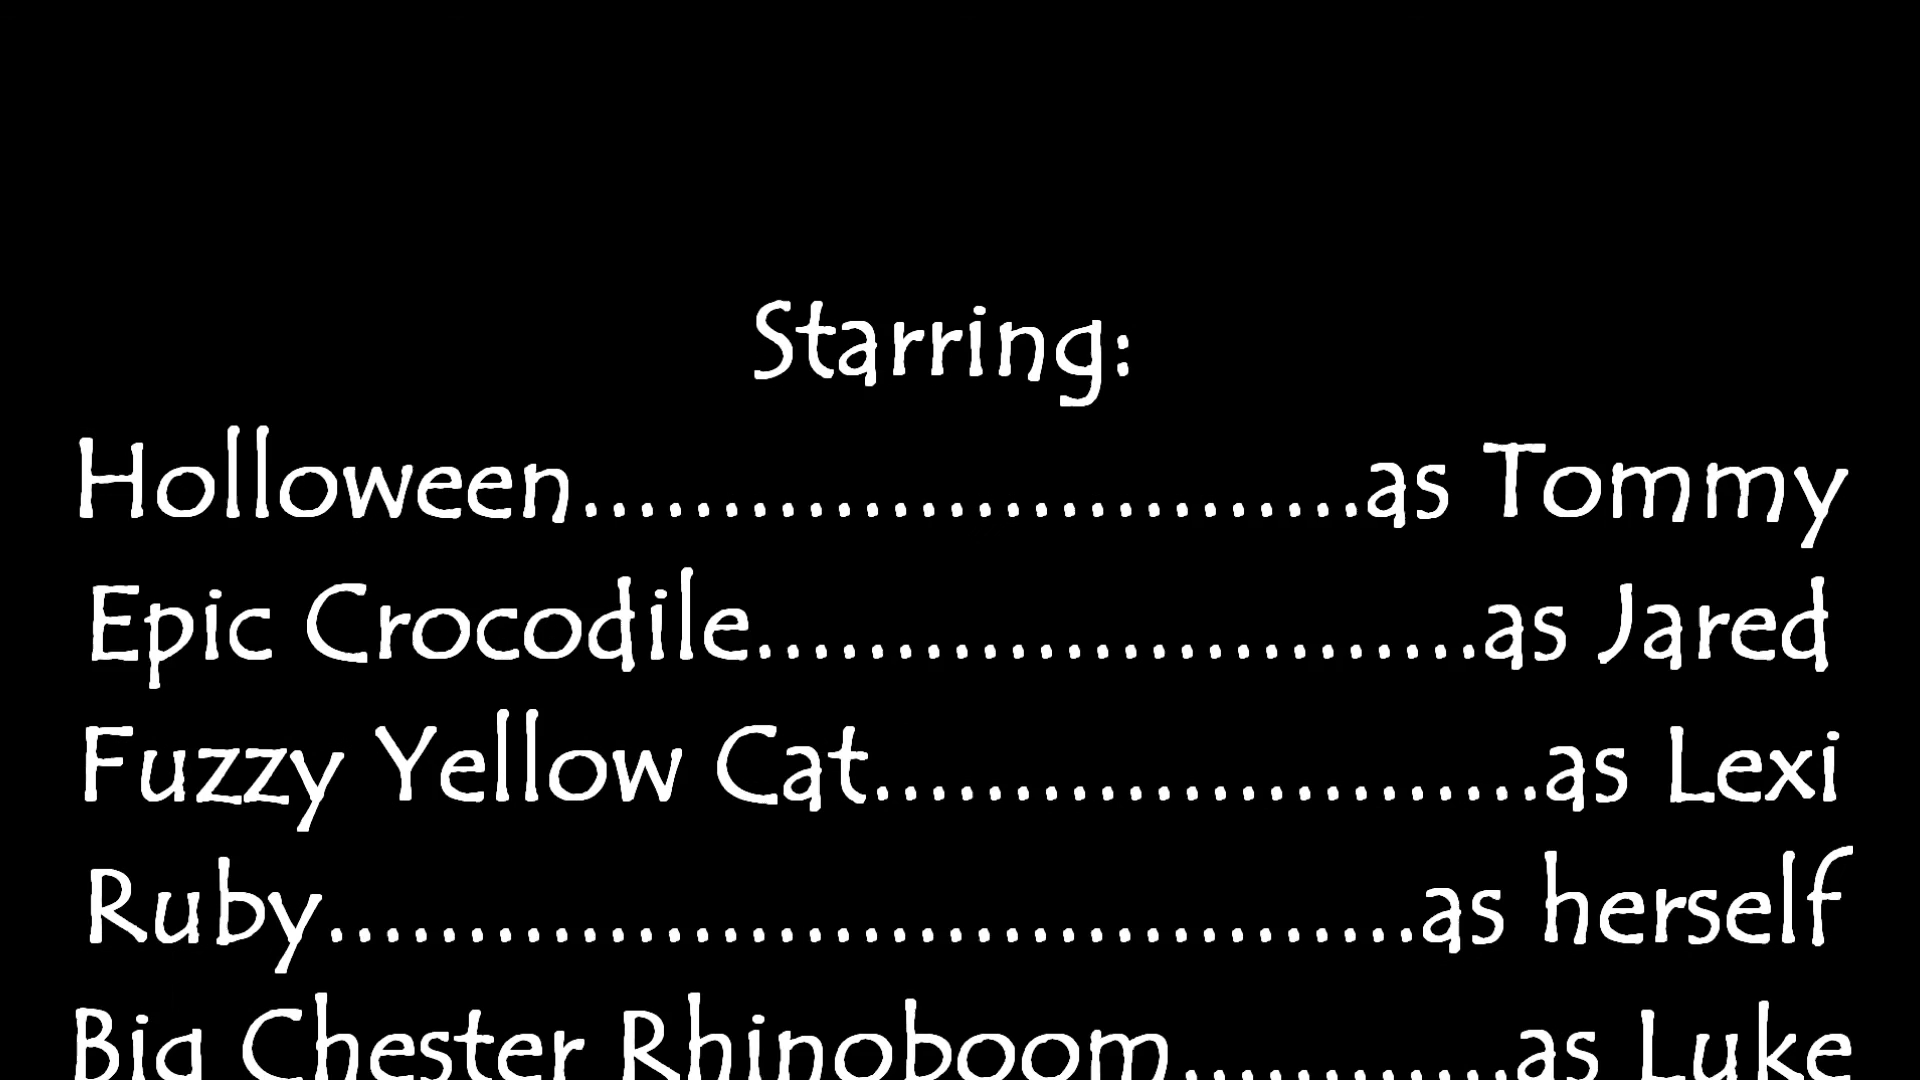 Starring:
Holloween............................as Tommy
Epic Crocodile..........................as Jared
Fuzzy Yellow Cat........................as Lexi
Ruby.......................................as herself
Big Chester Rhinoboom............as Luke